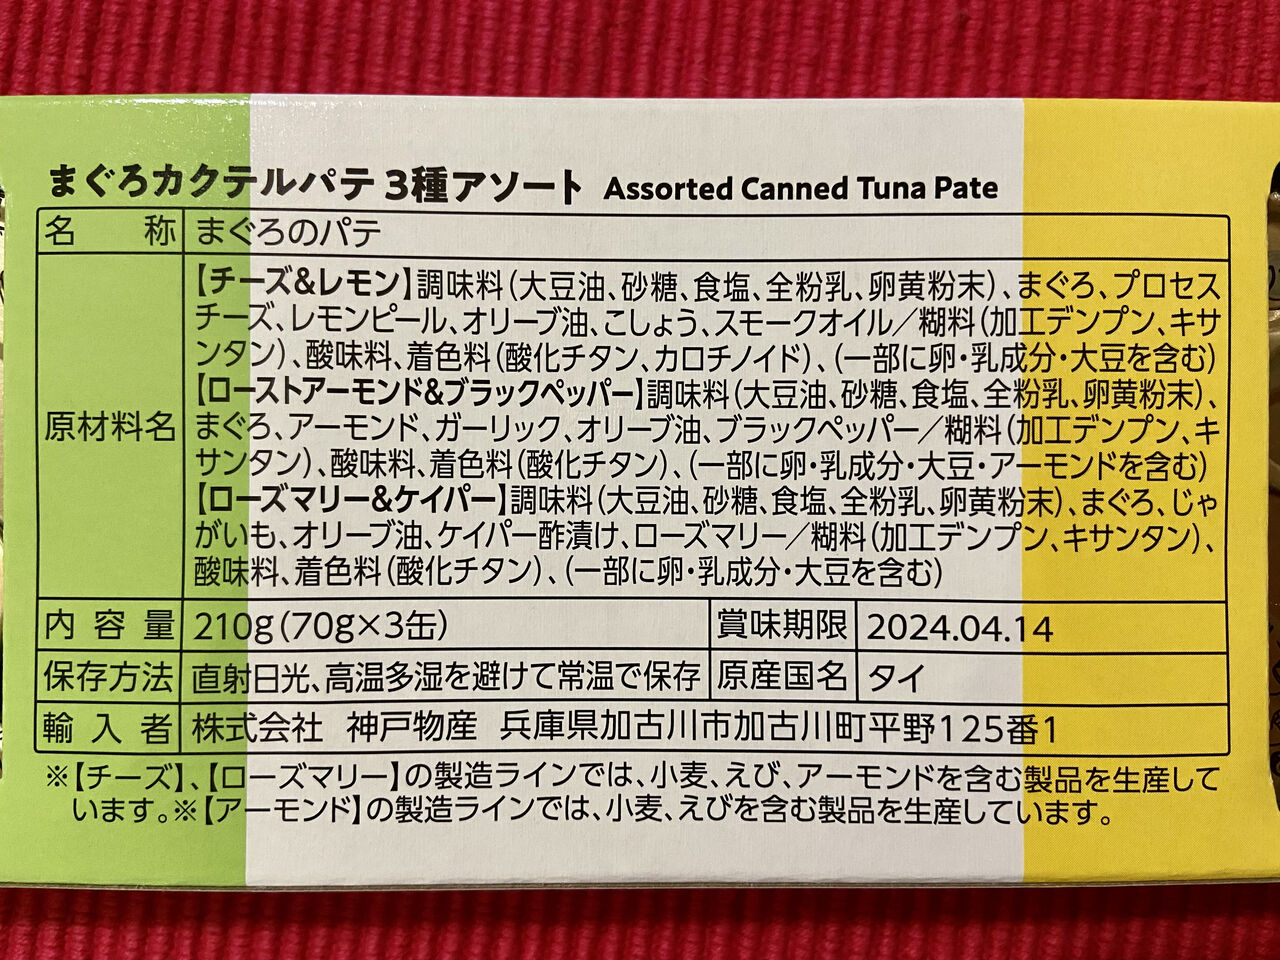 まぐろカクテルパテ 3種アソート Assorted Canned Tuna Pate
名称 まぐろのパテ
原材料名
【チーズ&レモン】調味料(大豆油、砂糖、食塩、全粉乳、卵黄粉末)、まぐろ、プロセス
チーズ、レモンピール、オリーブ油、こしょう、スモークオイル/糊料(加工デンプン、キサ
ンタン)、酸味料、着色料(酸化チタン、カロチノイド)、(一部に卵・乳成分・大豆を含む)
【ローストアーモンド&ブラックペッパー】調味料(大豆油、砂糖、食塩、全粉乳、卵黄粉末)、
まぐろ、アーモンド、ガーリック、オリーブ油、ブラックペッパー/糊料(加工デンプン、キ
サンタン)、酸味料、着色料(酸化チタン)、(一部に卵・乳成分・大豆・アーモンドを含む)
【ローズマリー&ケイパー】調味料(大豆油、砂糖、食塩、全粉乳、卵黄粉末)、まぐろ、じゃ
がいも、オリーブ油、ケイパー酢漬け、ローズマリー/糊料(加工デンプン、キサンタン)、
酸味料、着色料(酸化チタン)、(一部に卵・乳成分・大豆を含む)
内容量 210g(70g×3缶) 賞味期限 2024.04.14
保存方法 直射日光、高温多湿を避けて常温で保存 原産国名 タイ
輸入者 株式会社 神戸物産 兵庫県加古川市加古川町平野125番1
※【チーズ】、【ローズマリー】の製造ラインでは、小麦、えび、アーモンドを含む製品を生産して
います。※【アーモンド】の製造ラインでは、小麦、えびを含む製品を生産しています。